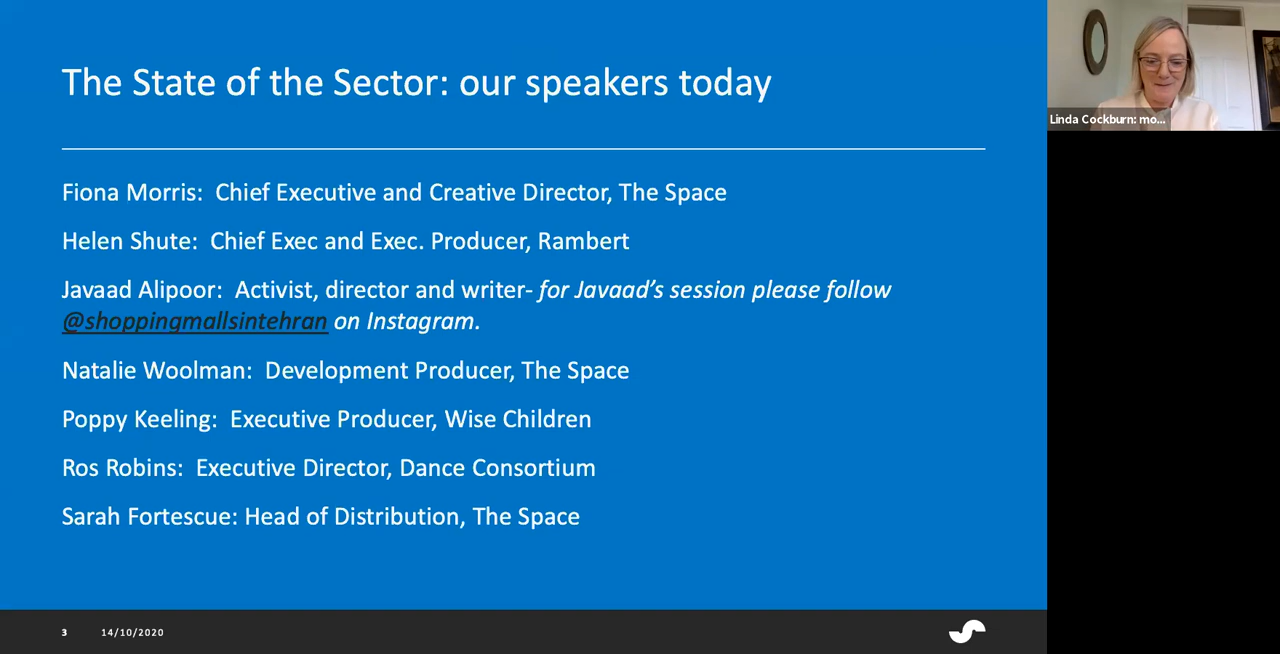 The State of the Sector: our speakers today
Linda Cockburn: mo...
Fiona Morris:  Chief Executive and Creative Director, The Space
Helen Shute:  Chief Exec and Exec. Producer, Rambert
Javaad Alipoor:  Activist, director and writer- for Javaad’s session please follow
@shoppingmallsintehran on Instagram.
Natalie Woolman:  Development Producer, The Space
Poppy Keeling:  Executive Producer, Wise Children
Ros Robins:  Executive Director, Dance Consortium
Sarah Fortescue: Head of Distribution, The Space
3 14/10/2020